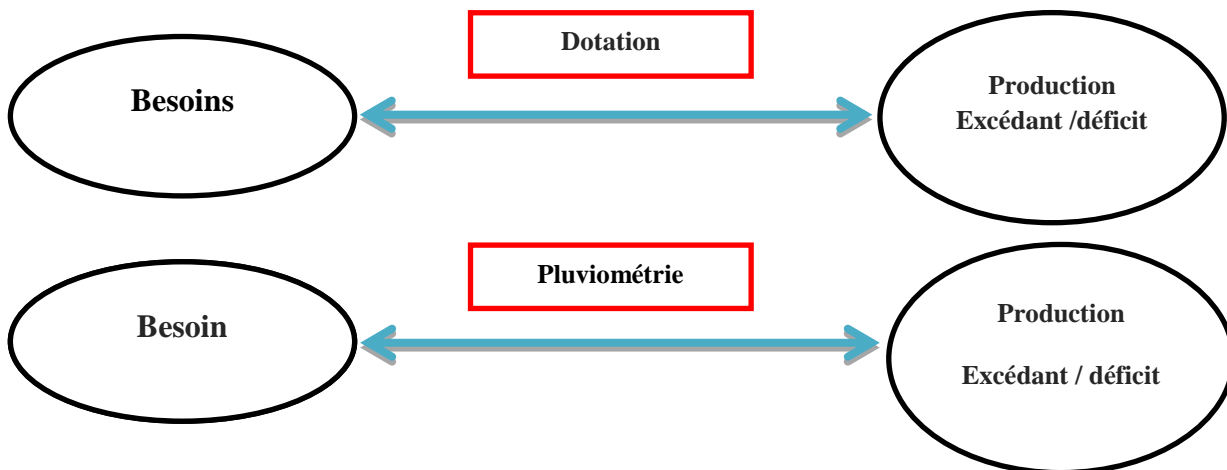 Dotation
Besoins
Production
Excédant /déficit
Pluviométrie
Besoin
Production
Excédant / déficit